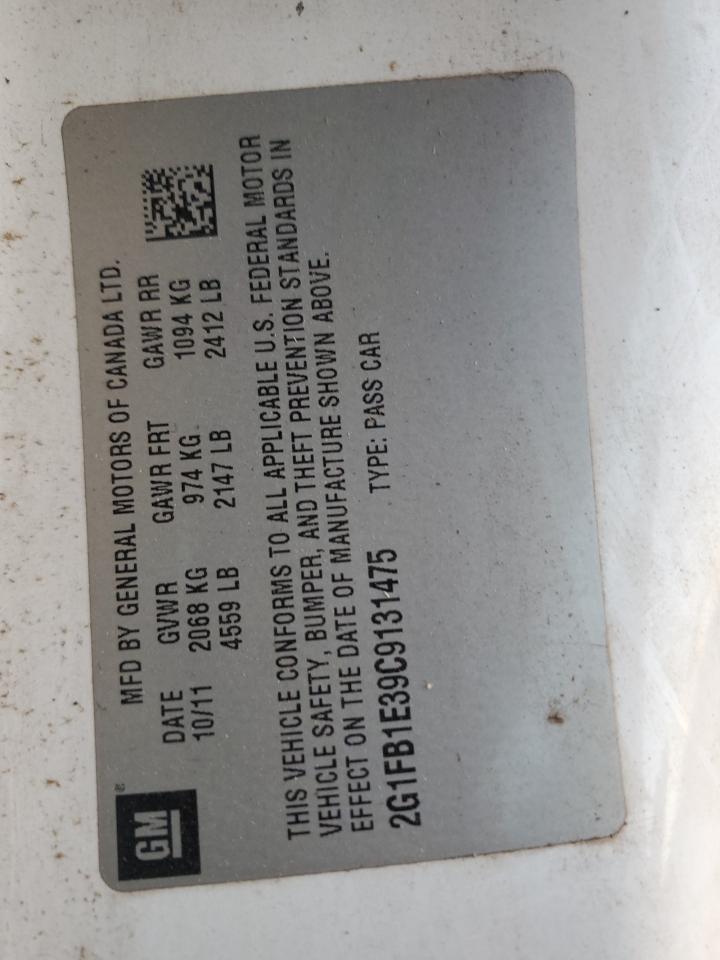 GM®
MFD BY GENERAL MOTORS OF CANADA LTD.
DATE GVWR GAWR FRT GAWR RR
10/11 2068 KG 974 KG 1094 KG
4559 LB 2147 LB 2412 LB
THIS VEHICLE CONFORMS TO ALL APPLICABLE U.S. FEDERAL MOTOR
VEHICLE SAFETY, BUMPER, AND THEFT PREVENTION STANDARDS IN
EFFECT ON THE DATE OF MANUFACTURE SHOWN ABOVE.
2G1FB1E39C9131475 TYPE: PASS CAR